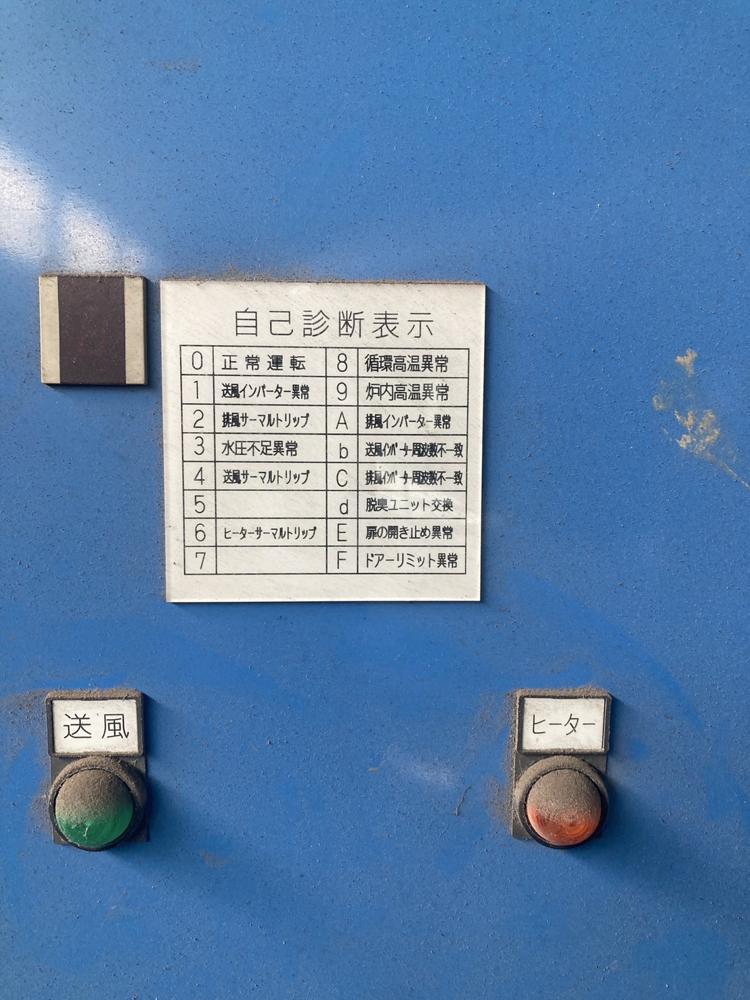 自己診断表示
0 正常運転 8 循環高温異常
1 送風インバーター異常 9 炉内高温異常
2 排風サーマルトリップ A 排風インバーター異常
3 水圧不足異常 b 送風インバーター周波数不一致
4 送風サーマルトリップ C 排風インバーター周波数不一致
5 d 脱臭ユニット交換
6 ヒーターサーマルトリップ E 扉の開き止め異常
7 F ドアーリミット異常
送風 ヒーター